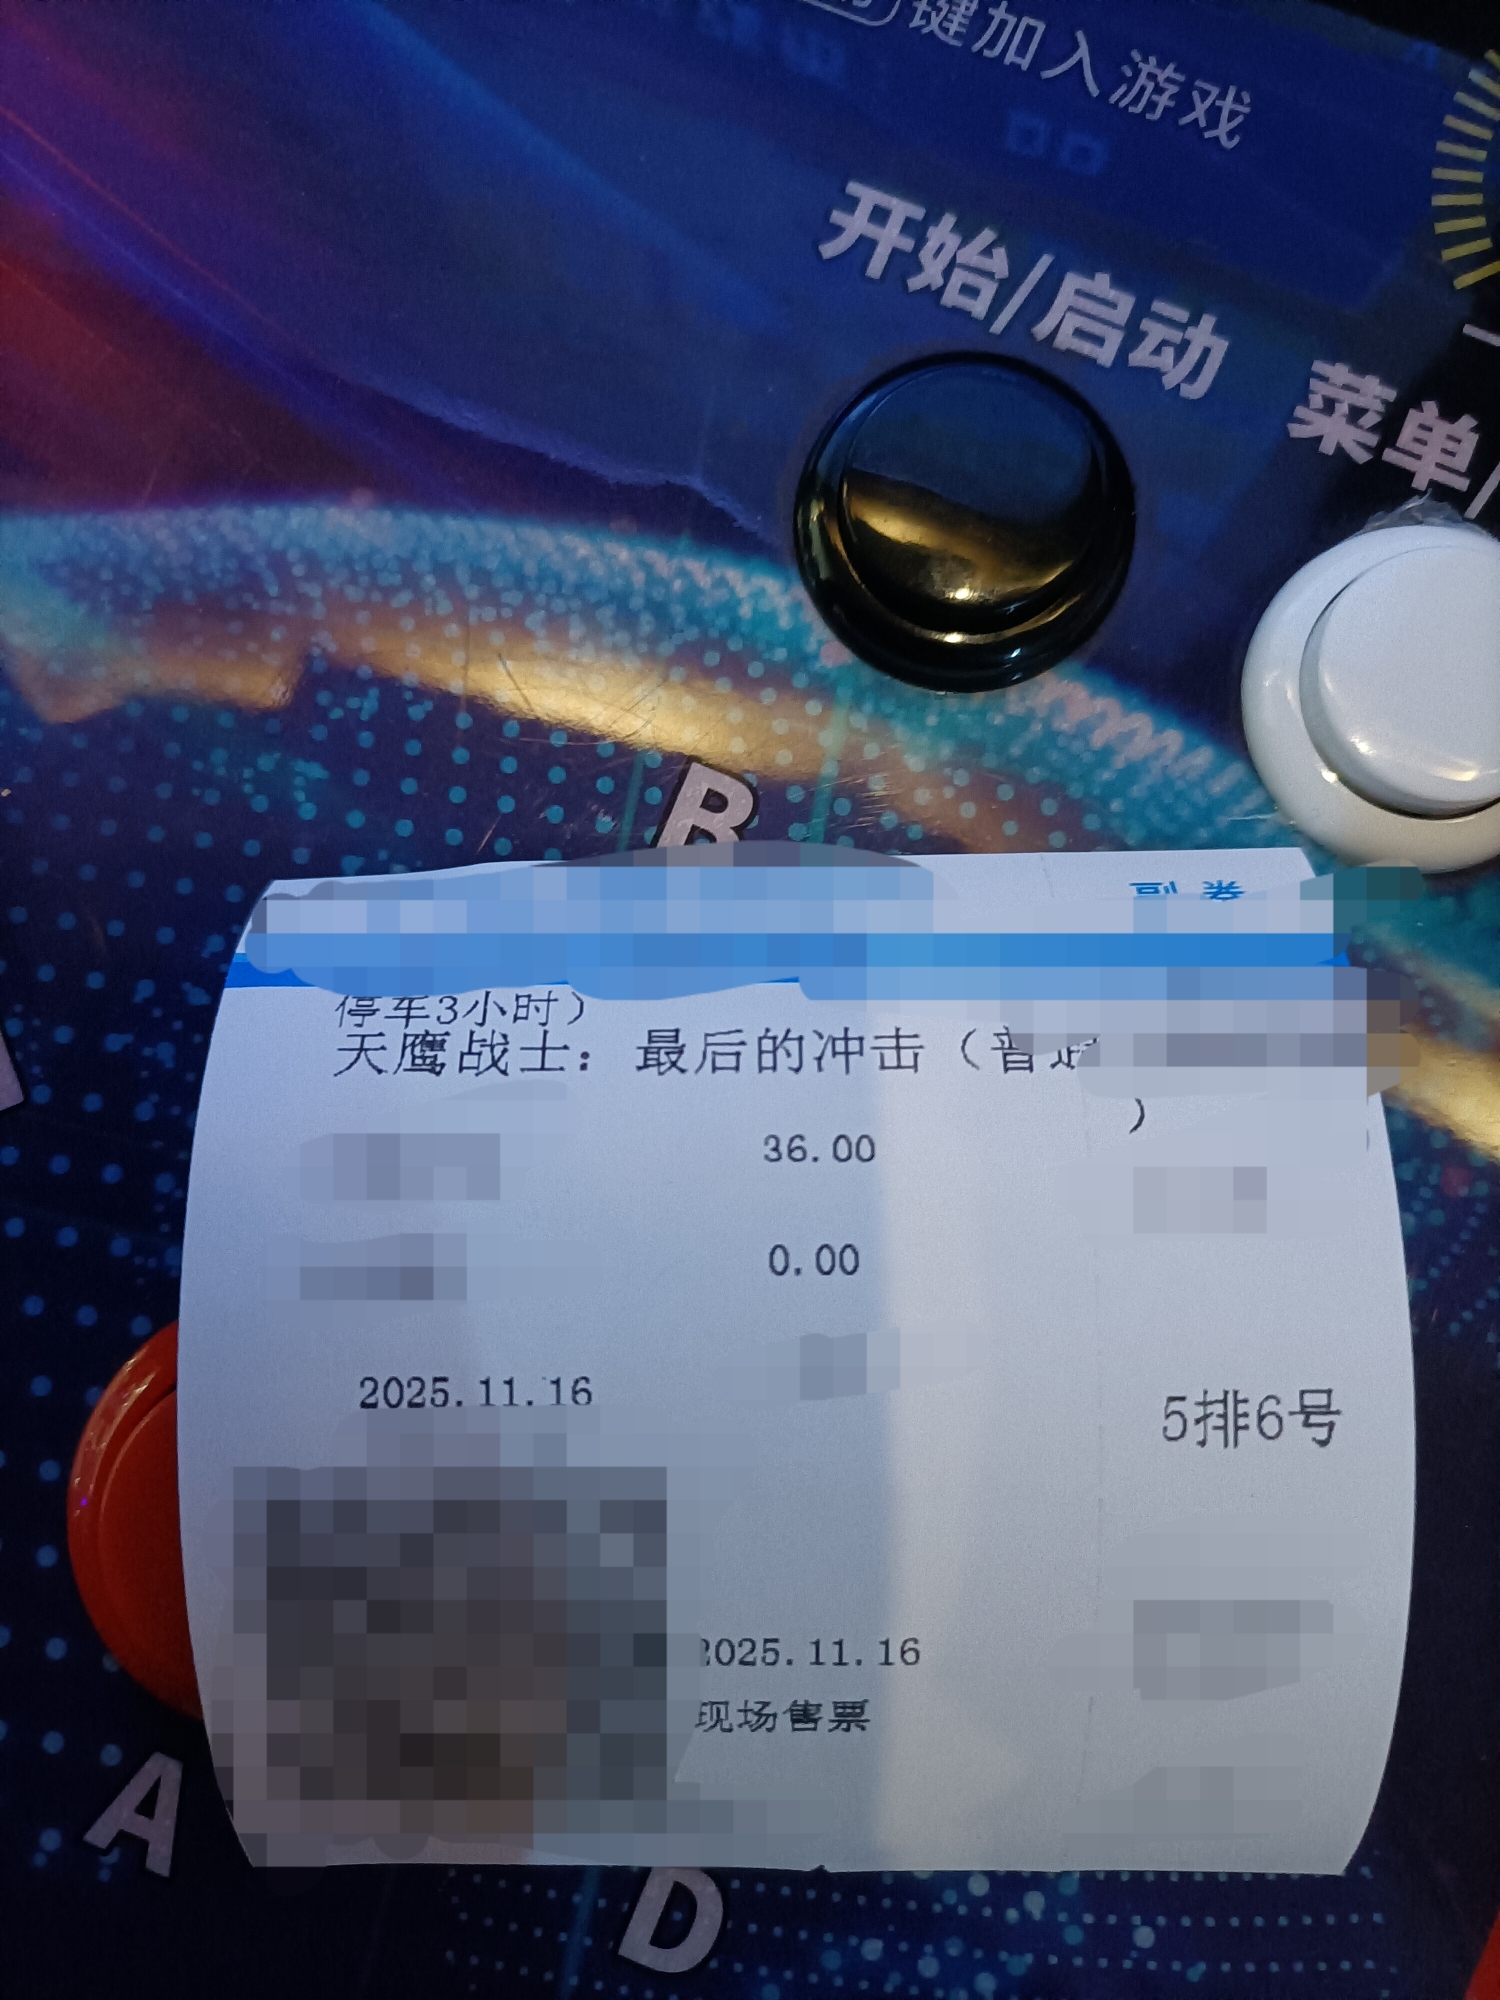 键加入游戏
开始/启动
菜单/
B
副 券
停车3小时）
天鹰战士：最后的冲击（普
）
36.00
0.00
2025.11.16
5排6号
2025.11.16
现场售票
A
D